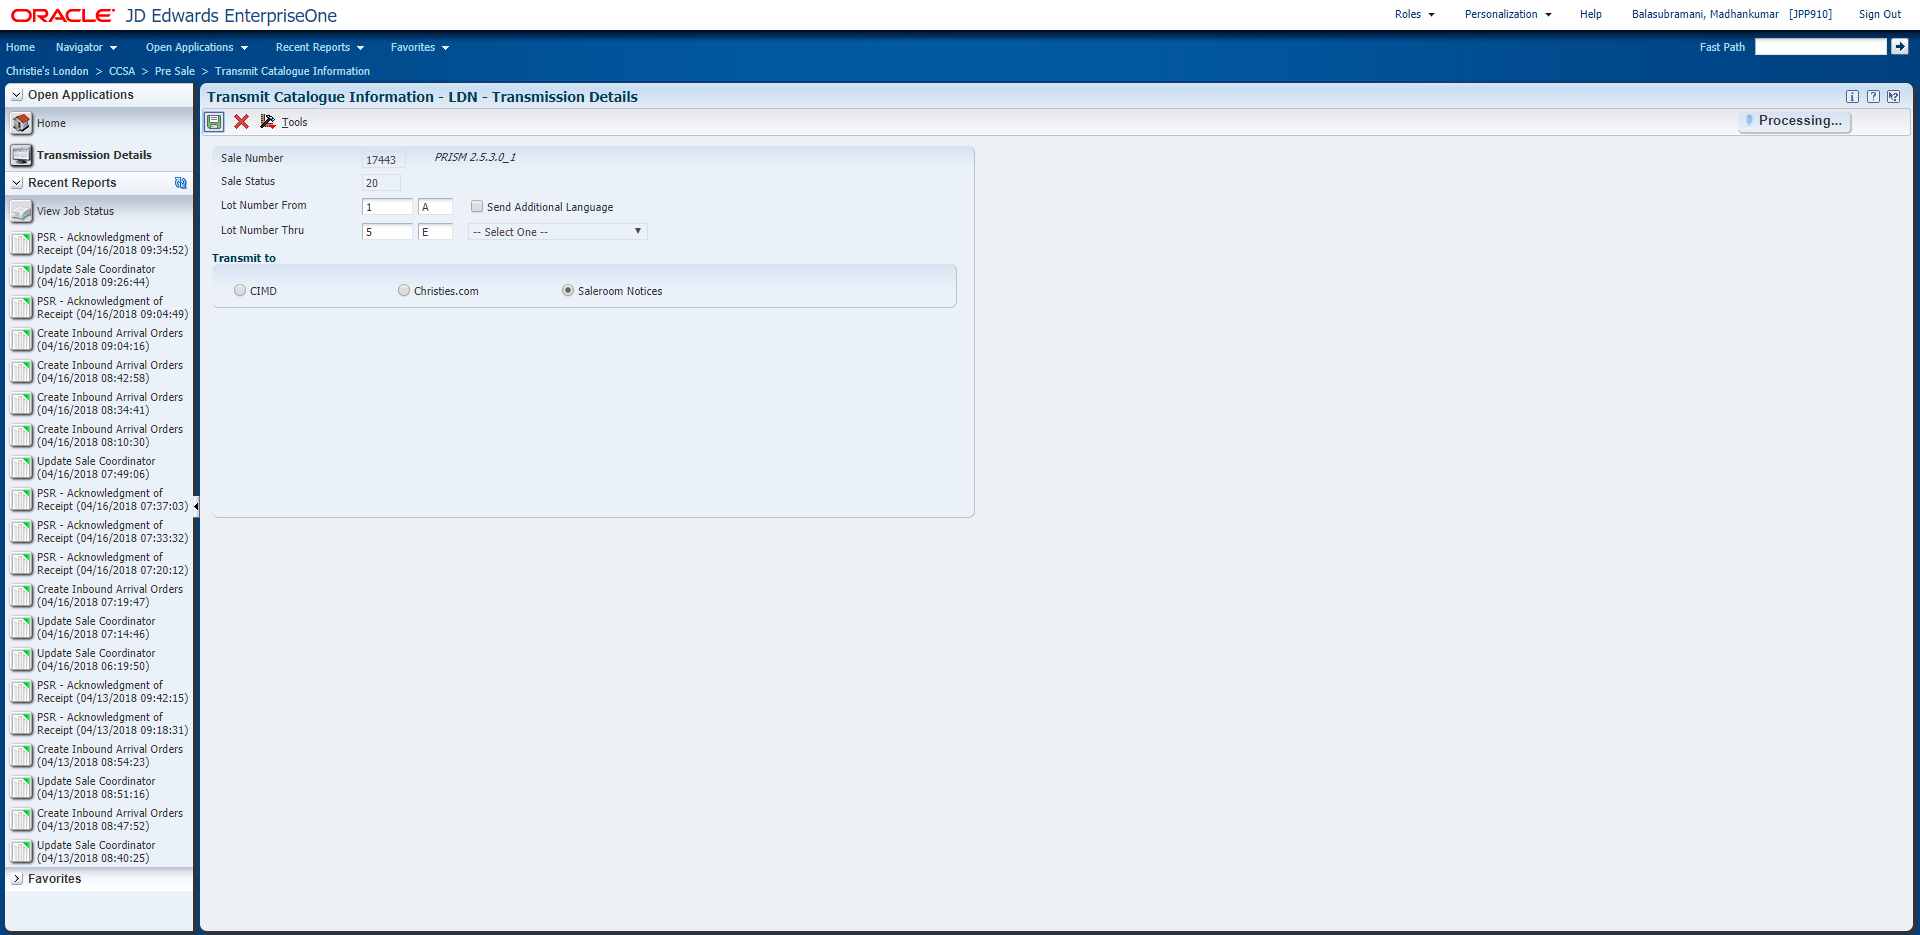 ORACLE JD Edwards EnterpriseOne
Roles Personalization Help Balasubramani, Madhankumar [JPP910] Sign Out
Home Navigator Open Applications Recent Reports Favorites Fast Path
Christie's London > CCSA > Pre Sale > Transmit Catalogue Information
Open Applications
Home
Transmission Details
Recent Reports
View Job Status
PSR - Acknowledgment of
Receipt (04/16/2018 09:34:52)
Update Sale Coordinator
(04/16/2018 09:26:44)
PSR - Acknowledgment of
Receipt (04/16/2018 09:04:49)
Create Inbound Arrival Orders
(04/16/2018 09:04:16)
Create Inbound Arrival Orders
(04/16/2018 08:42:58)
Create Inbound Arrival Orders
(04/16/2018 08:34:41)
Create Inbound Arrival Orders
(04/16/2018 08:10:30)
Update Sale Coordinator
(04/16/2018 07:49:06)
PSR - Acknowledgment of
Receipt (04/16/2018 07:37:03)
PSR - Acknowledgment of
Receipt (04/16/2018 07:33:32)
PSR - Acknowledgment of
Receipt (04/16/2018 07:20:12)
Create Inbound Arrival Orders
(04/16/2018 07:19:47)
Update Sale Coordinator
(04/16/2018 07:14:46)
Update Sale Coordinator
(04/16/2018 06:19:50)
PSR - Acknowledgment of
Receipt (04/13/2018 09:42:15)
PSR - Acknowledgment of
Receipt (04/13/2018 09:18:31)
Create Inbound Arrival Orders
(04/13/2018 08:54:23)
Update Sale Coordinator
(04/13/2018 08:51:16)
Create Inbound Arrival Orders
(04/13/2018 08:47:52)
Update Sale Coordinator
(04/13/2018 08:40:25)
Favorites
Transmit Catalogue Information - LDN - Transmission Details
Tools
Processing...
Sale Number 17443 PRISM 2.5.3.0_1
Sale Status 20
Lot Number From 1 A Send Additional Language
Lot Number Thru 5 E -- Select One --
Transmit to
CIMD Christies.com Saleroom Notices